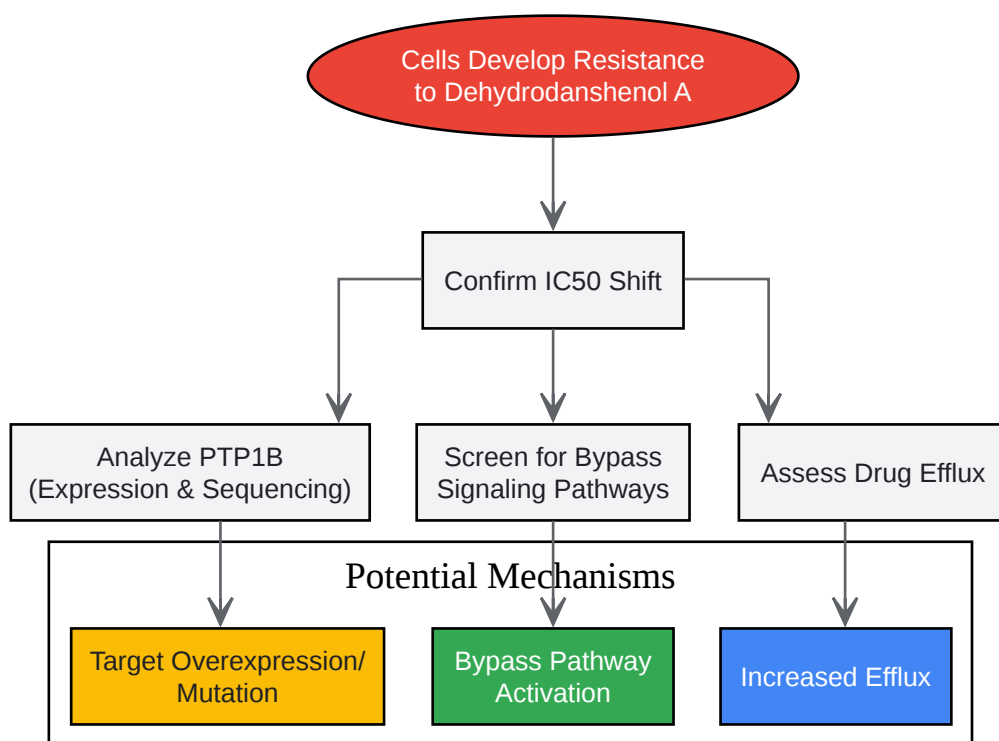 Cells Develop Resistance
to Dehydrodanshenol A
Confirm IC50 Shift
Analyze PTP1B
(Expression & Sequencing)
Screen for Bypass
Signaling Pathways
Assess Drug Efflux
Potential Mechanisms
Target Overexpression/
Mutation
Bypass Pathway
Activation
Increased Efflux